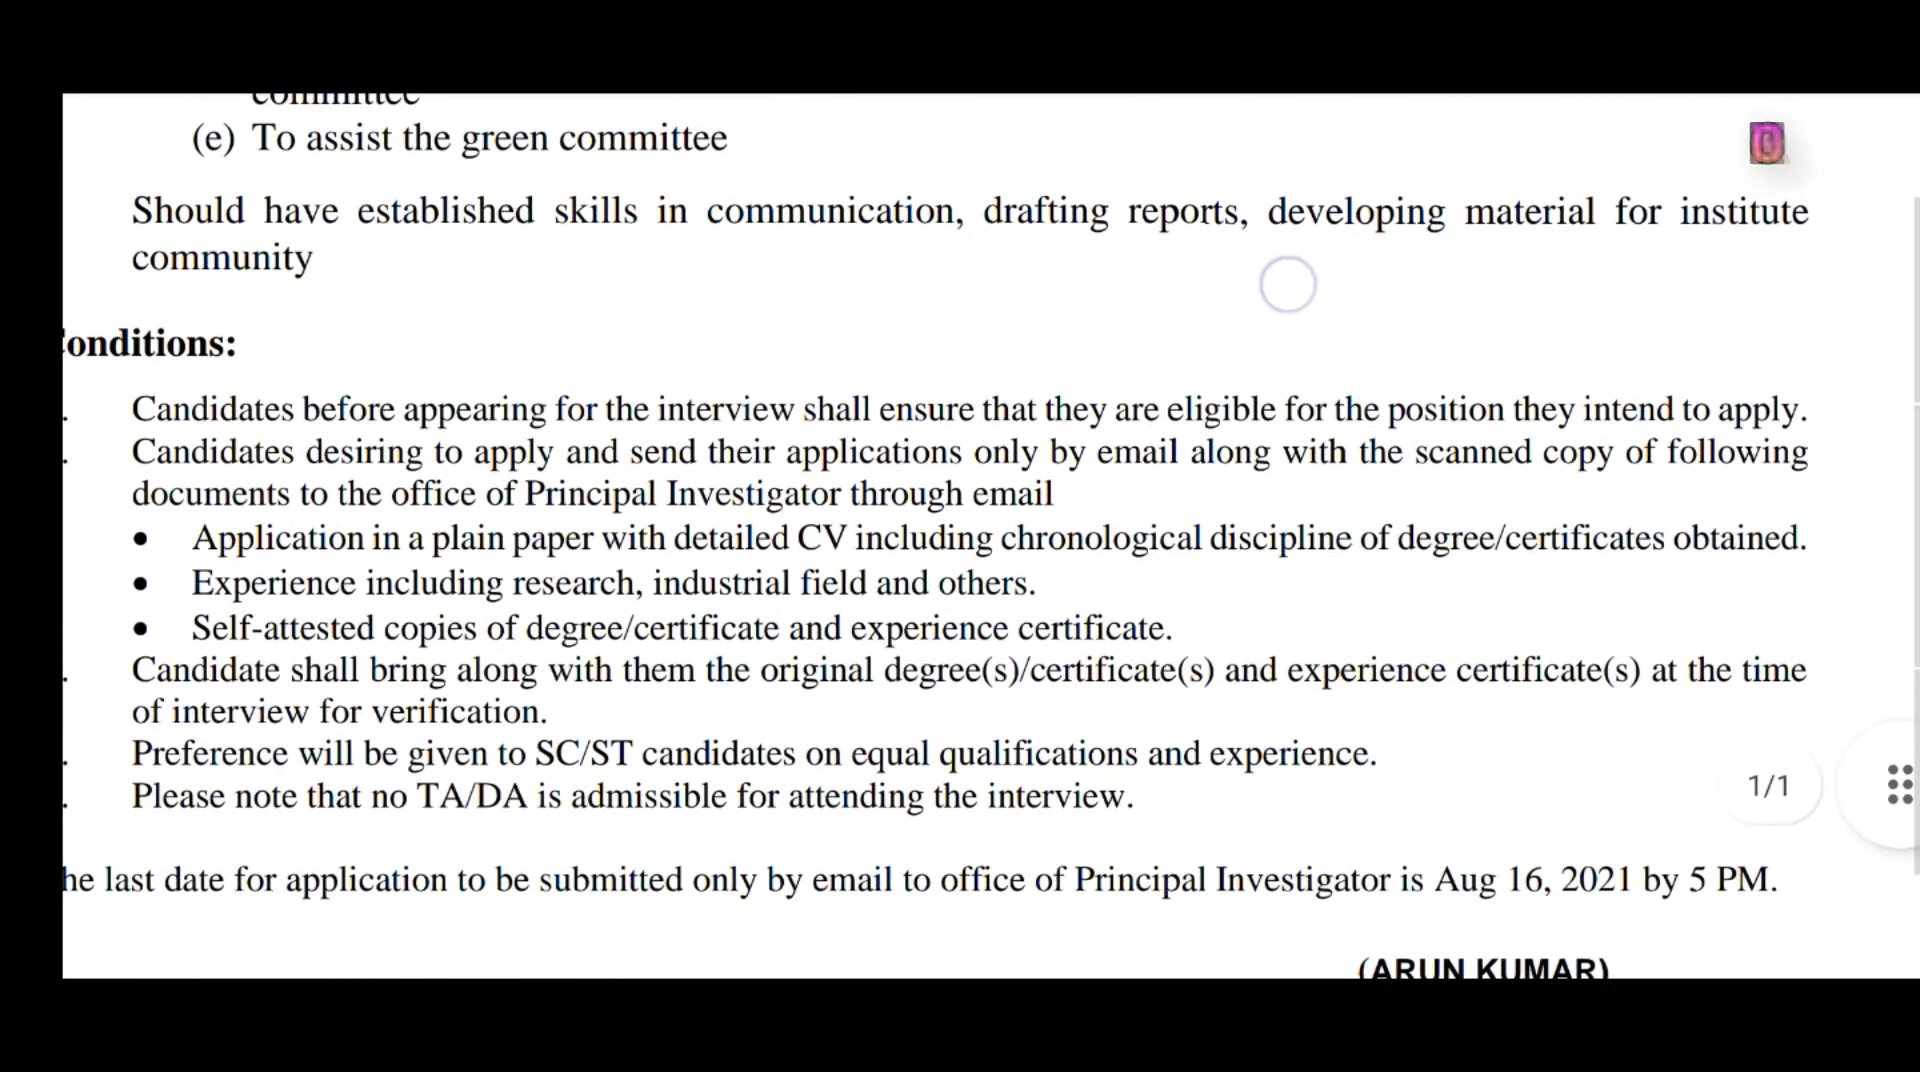 committee
(e) To assist the green committee
Should have established skills in communication, drafting reports, developing material for institute
community
onditions:
Candidates before appearing for the interview shall ensure that they are eligible for the position they intend to apply.
Candidates desiring to apply and send their applications only by email along with the scanned copy of following
documents to the office of Principal Investigator through email
• Application in a plain paper with detailed CV including chronological discipline of degree/certificates obtained.
• Experience including research, industrial field and others.
• Self-attested copies of degree/certificate and experience certificate.
Candidate shall bring along with them the original degree(s)/certificate(s) and experience certificate(s) at the time
of interview for verification.
Preference will be given to SC/ST candidates on equal qualifications and experience.
Please note that no TA/DA is admissible for attending the interview.
1/1
he last date for application to be submitted only by email to office of Principal Investigator is Aug 16, 2021 by 5 PM.
(ARUN KUMAR)